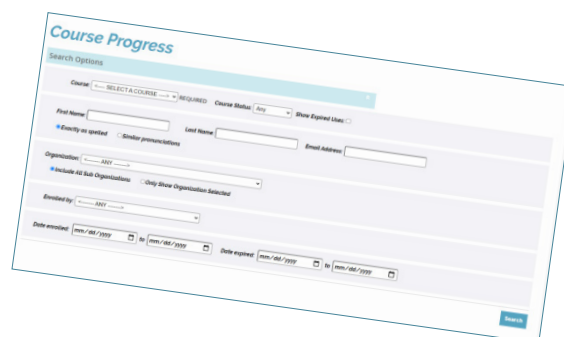 Course Progress
Search Options
Course <---- SELECT A COURSE ----> REQUIRED Course Status Any Show Expired Uses
First Name Last Name Email Address
Exactly as spelled Similar pronunciations
Organization <------ ANY ------>
Include All Sub Organizations Only Show Organization Selected
Enrolled by <------ ANY ------>
Date enrolled: mm/dd/yyyy to mm/dd/yyyy Date expired: mm/dd/yyyy to mm/dd/yyyy
Search